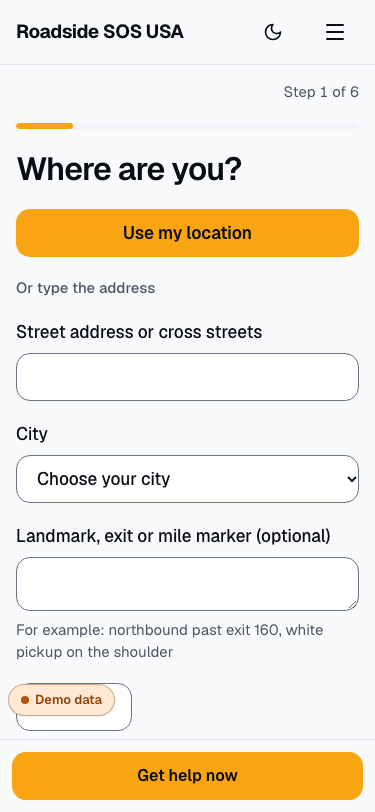 Roadside SOS USA
Step 1 of 6
Where are you?
Use my location
Or type the address
Street address or cross streets
City
Choose your city
Landmark, exit or mile marker (optional)
For example: northbound past exit 160, white
pickup on the shoulder
Demo data
Get help now